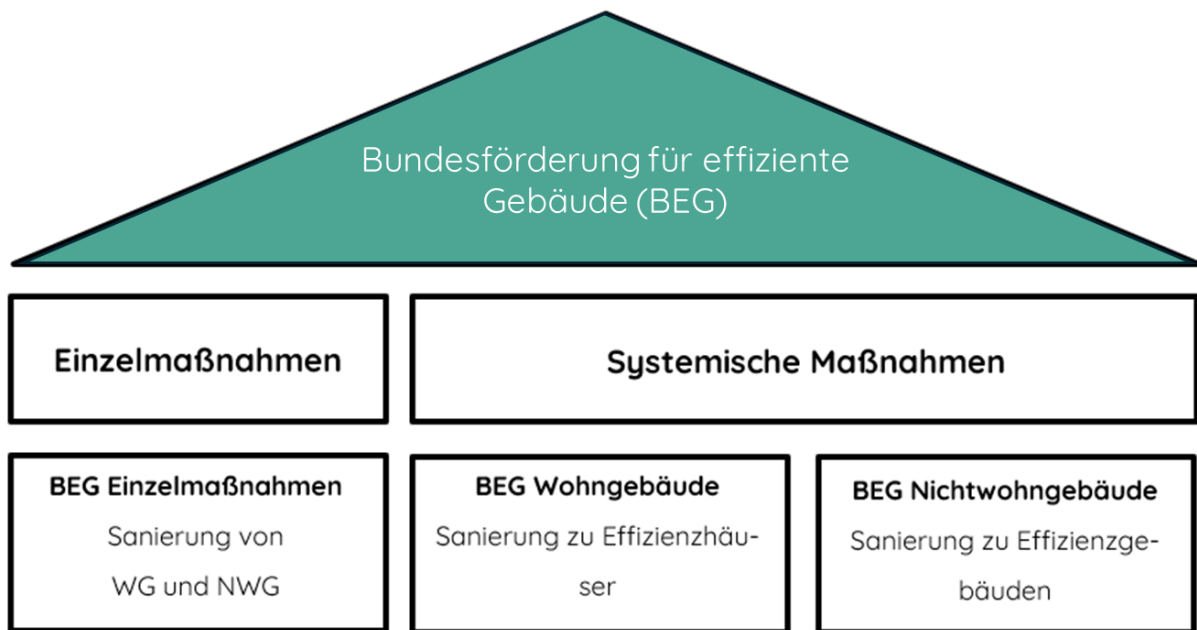 Bundesförderung für effiziente
Gebäude (BEG)
Einzelmaßnahmen
Systemische Maßnahmen
BEG Einzelmaßnahmen
Sanierung von
WG und NWG
BEG Wohngebäude
Sanierung zu Effizienzhäu-
ser
BEG Nichtwohngebäude
Sanierung zu Effizienzge-
bäuden